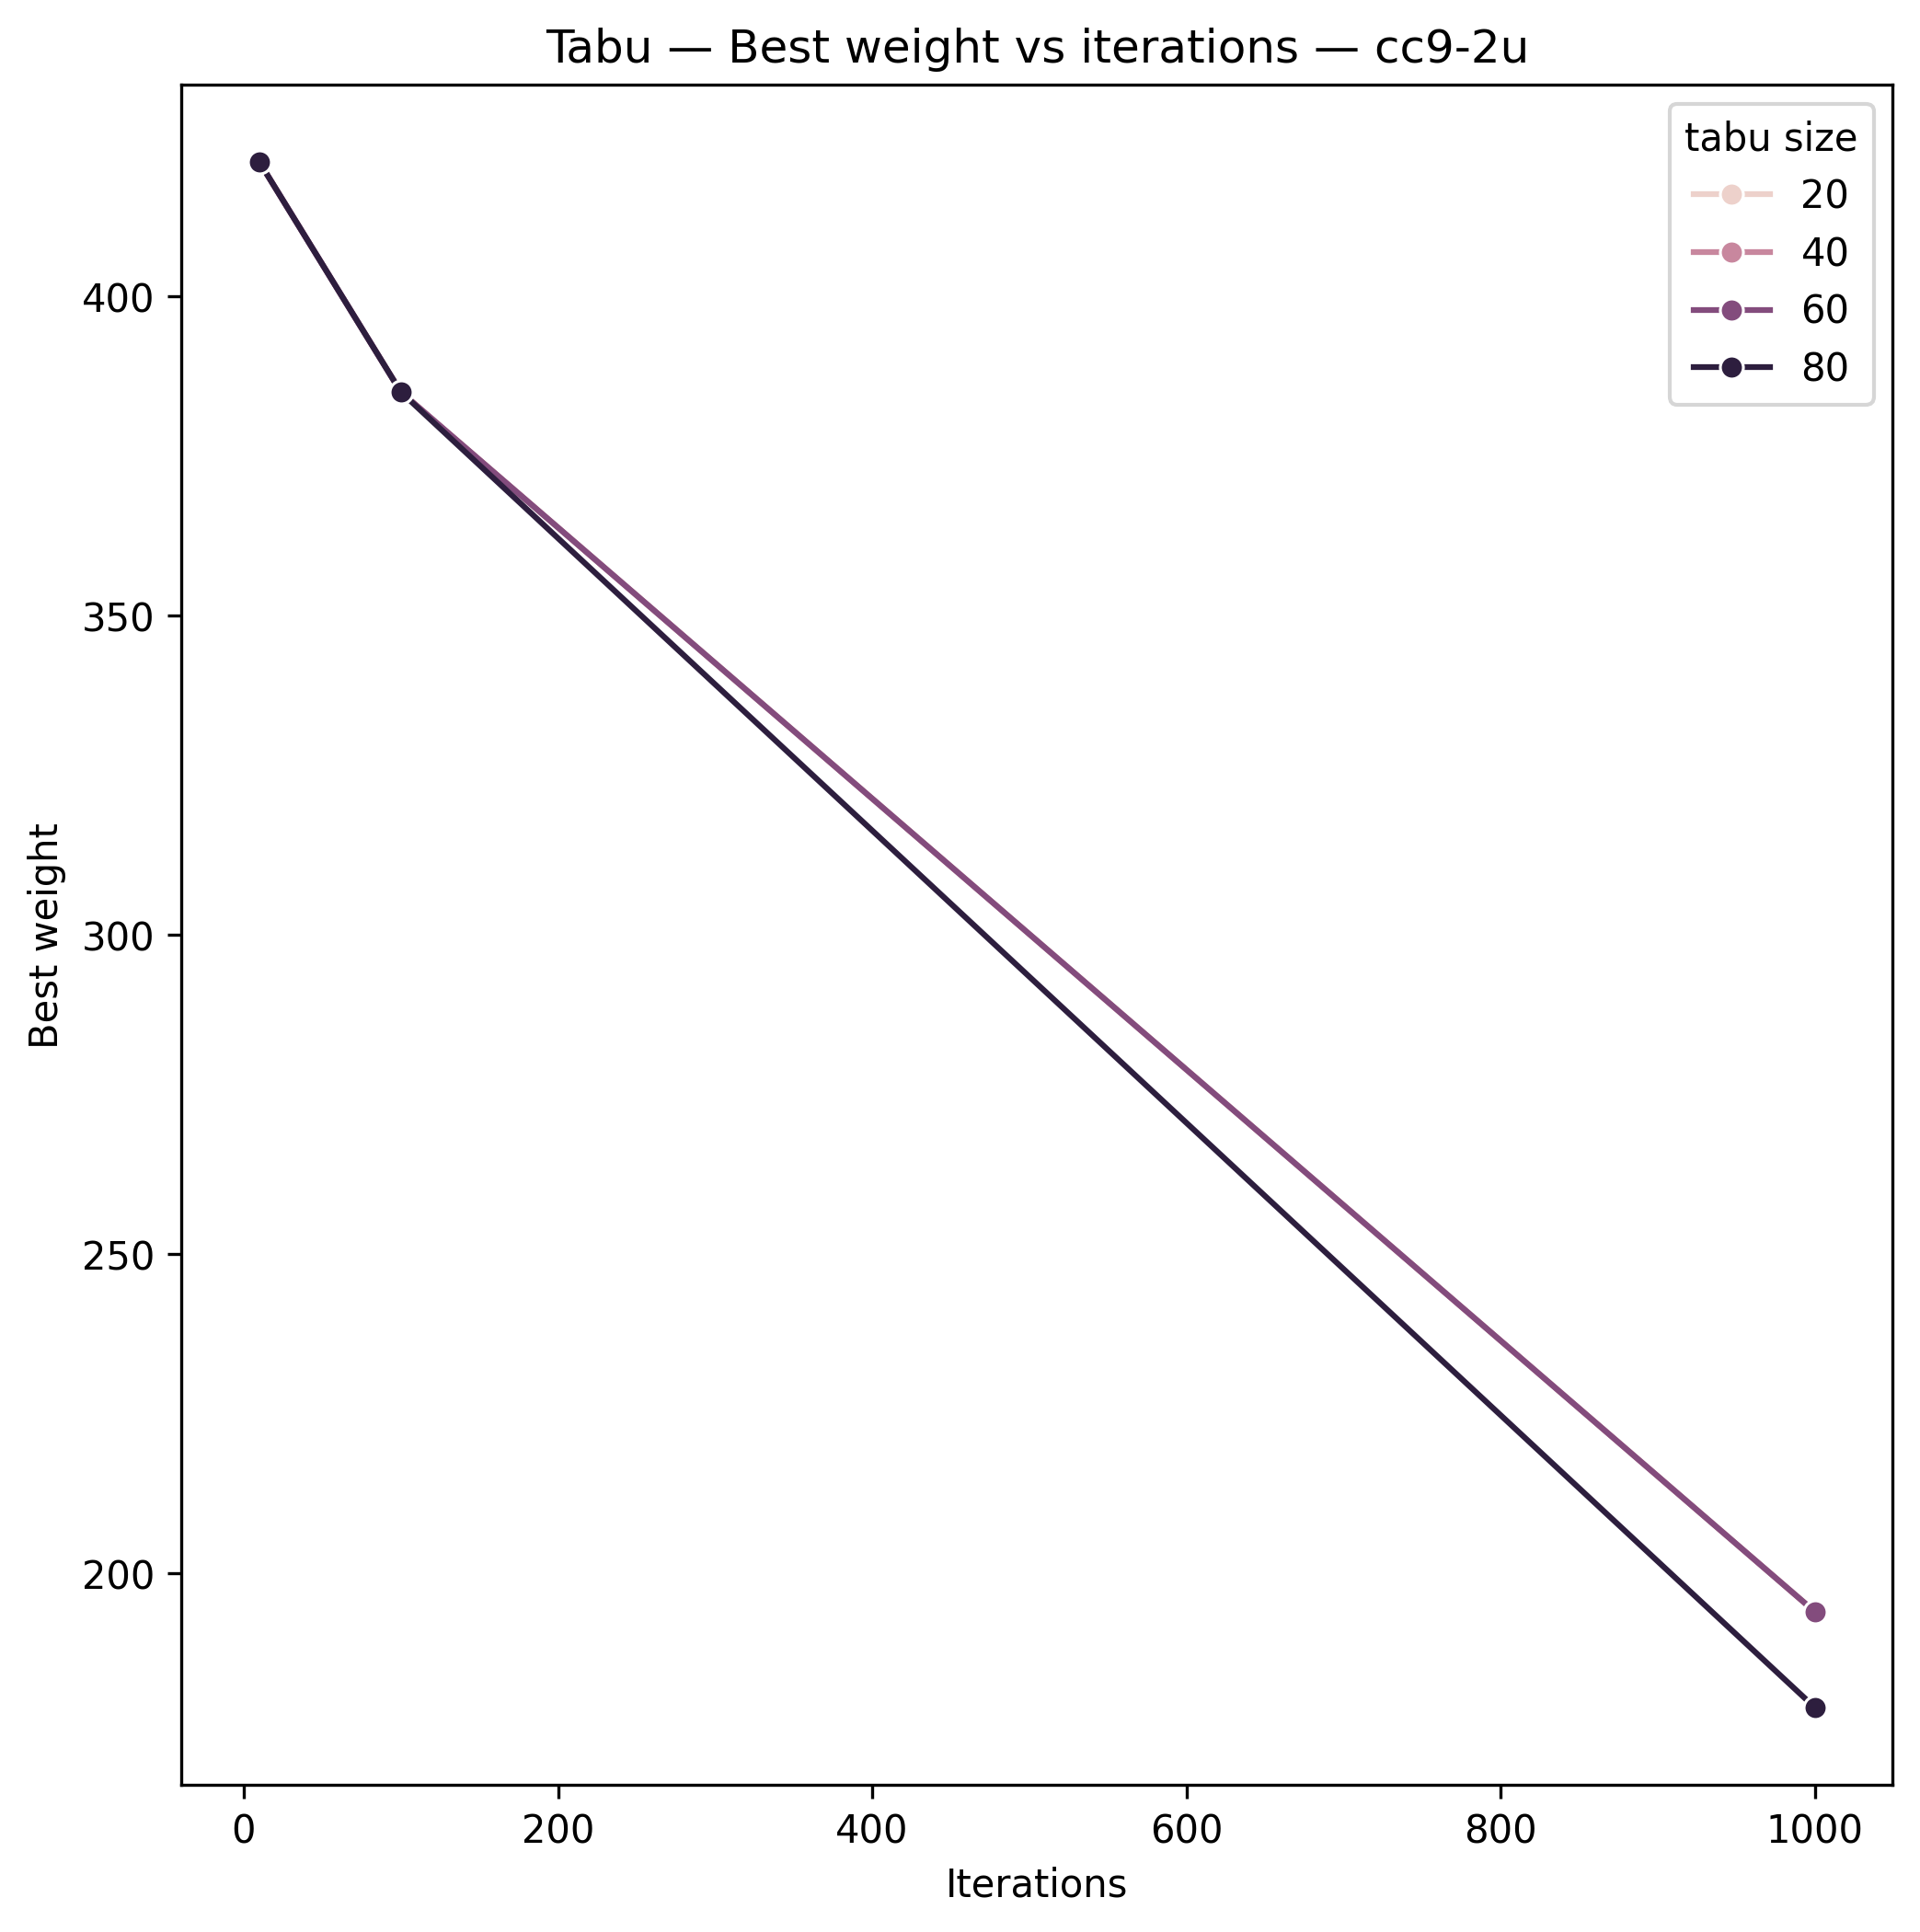 Tabu — Best weight vs iterations — cc9-2u
tabu size
20
40
60
80
400
350
300
250
200
Best weight
0 200 400 600 800 1000
Iterations